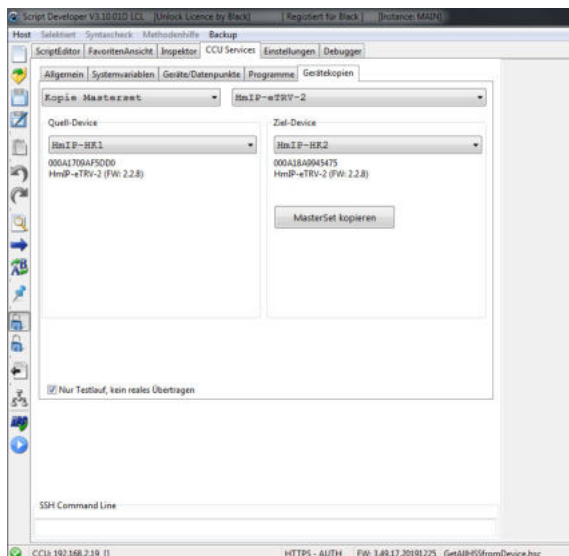 Script Developer V3.10.01D LCL [Unlock Licence by Black] [Registiert für Black] [Instance: MAIN]
Host Selektiert Syntaxcheck Methodenhilfe Backup
ScriptEditor FavoritenAnsicht Inspektor CCU Services Einstellungen Debugger
Allgemein Systemvariablen Geräte/Datenpunkte Programme Gerätekopien
Kopie Masterset HmIP-eTRV-2
Quell-Device Ziel-Device
HmIP-HK1 HmIP-HK2
000A1709AF5DD0 000A18A9945475
HmIP-eTRV-2 (FW: 2.2.8) HmIP-eTRV-2 (FW: 2.2.8)
MasterSet kopieren
Nur Testlauf, kein reales Übertragen
SSH Command Line
CCU: 192.168.2.19 [] HTTPS - AUTH FW: 3.49.17.20191225 GetAllHSSfromDevice.hsc